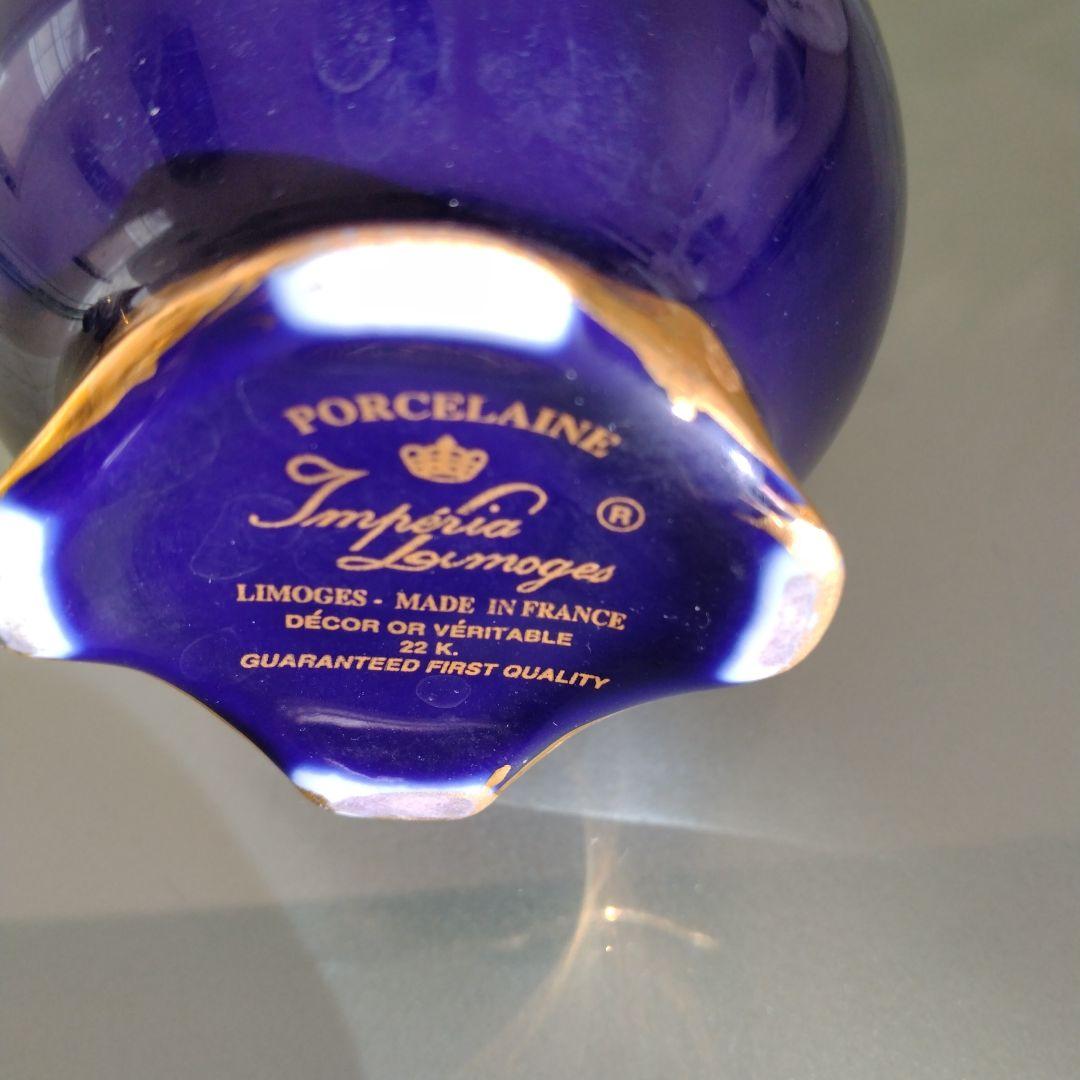 PORCELAINE
Impéria
®
Limoges
LIMOGES - MADE IN FRANCE
DÉCOR OR VÉRITABLE
22 K.
GUARANTEED FIRST QUALITY